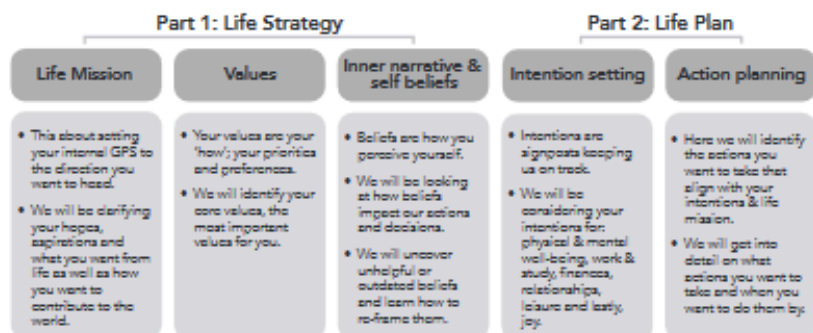 Part 1: Life Strategy
Part 2: Life Plan
Life Mission
Values
Inner narrative &
self beliefs
Intention setting
Action planning
• This about setting
your internal GPS to
the direction you
want to head.
• We will be clarifying
your hopes,
aspirations and
what you want from
life as well as how
you want to
contribute to the
world.
• Your values are your
'how'; your priorities
and preferences.
• We will identify your
core values, the
most important
values for you.
• Beliefs are how you
perceive yourself.
• We will be looking
at how beliefs
impact our actions
and decisions.
• We will uncover
unhelpful or
outdated beliefs
and learn how to
re-frame them.
• Intentions are
signposts keeping
us on track.
• We will be
considering your
intentions for:
physical & mental
well-being, work &
study, finances,
relationships,
leisure and lastly,
joy.
• Here we will identify
the actions you
want to take that
align with your
intentions & life
mission.
• We will get into
detail on what
actions you want to
take and when you
want to do them by.